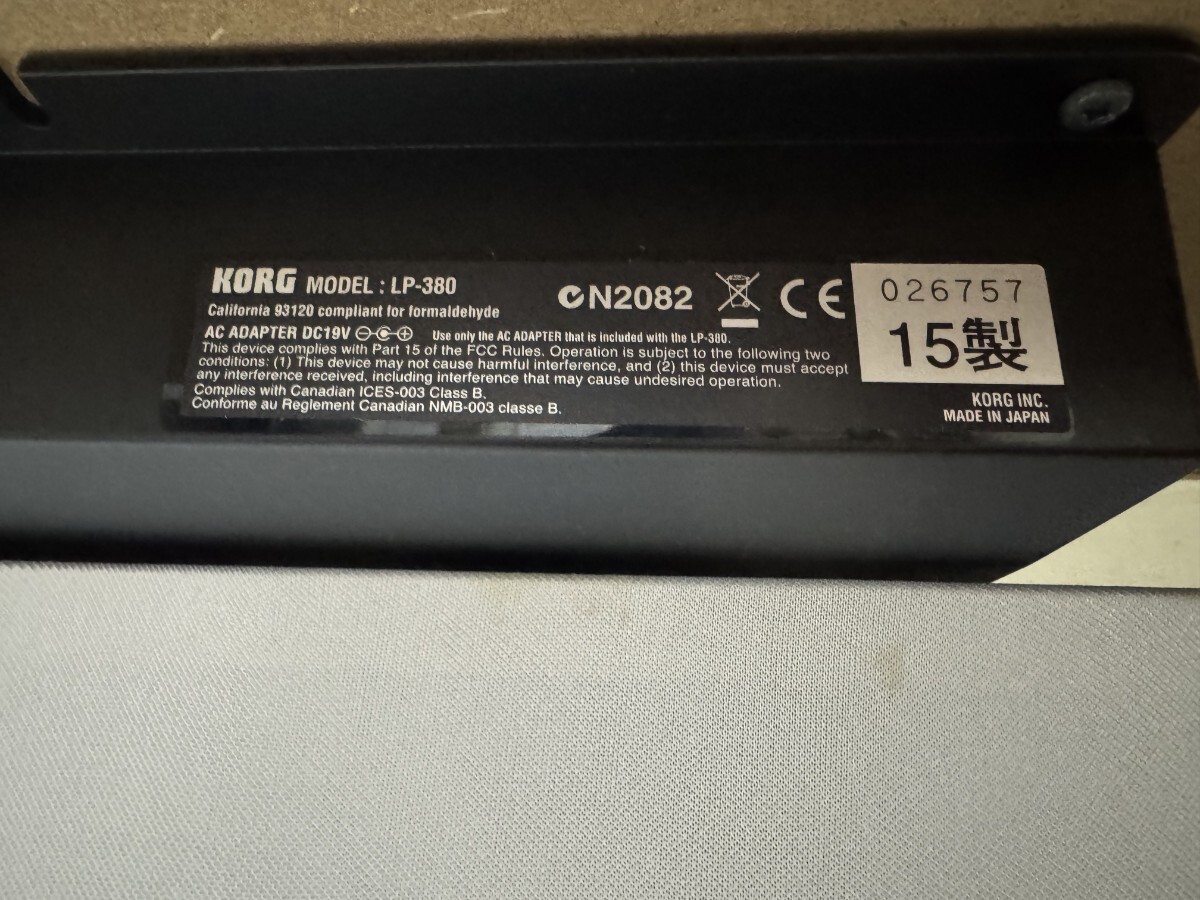 KORG MODEL : LP-380
N2082
CE
026757
15製
California 93120 compliant for formaldehyde
AC ADAPTER DC19V Use only the AC ADAPTER that is included with the LP-380.
This device complies with Part 15 of the FCC Rules. Operation is subject to the following two
conditions: (1) This device may not cause harmful interference, and (2) this device must accept
any interference received, including interference that may cause undesired operation.
Complies with Canadian ICES-003 Class B.
Conforme au Reglement Canadian NMB-003 classe B.
KORG INC.
MADE IN JAPAN